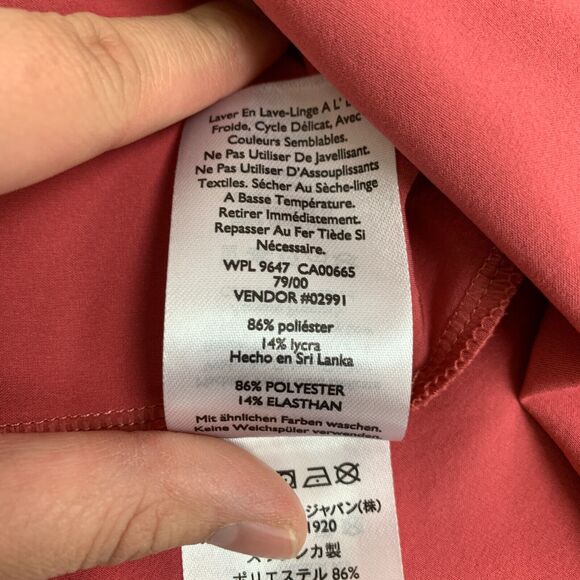 Laver En Lave-Linge A L'
Froide, Cycle Délicat, Avec
Couleurs Semblables.
Ne Pas Utiliser De Javellisant.
Ne Pas Utiliser D'Assouplissants
Textiles. Sécher Au Sèche-linge
A Basse Température.
Retirer Immédiatement.
Repasser Au Fer Tiède Si
Nécessaire.
WPL 9647 CA00665
79/00
VENDOR #02991
86% poliéster
14% lycra
Hecho en Sri Lanka
86% POLYESTER
14% ELASTHAN
Mit ähnlichen Farben waschen.
Keine Weichspüler verwenden.
ジャパン(株)
1920
カ製
ポリエステル 86%